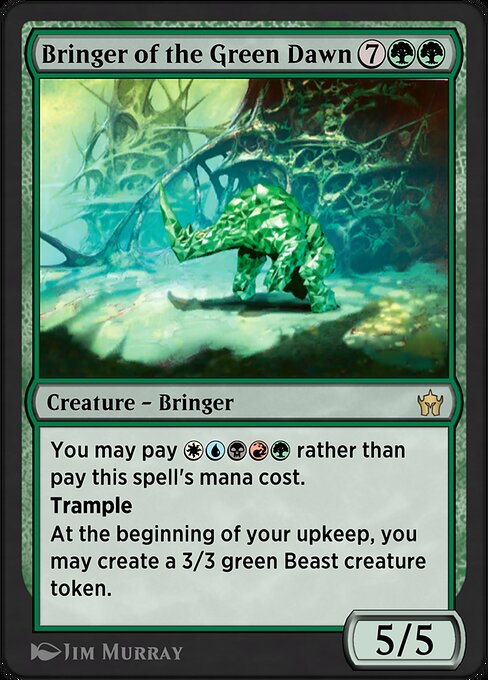 Bringer of the Green Dawn 7
Creature – Bringer
You may pay rather than
pay this spell's mana cost.
Trample
At the beginning of your upkeep, you
may create a 3/3 green Beast creature
token.
5/5
Jim Murray